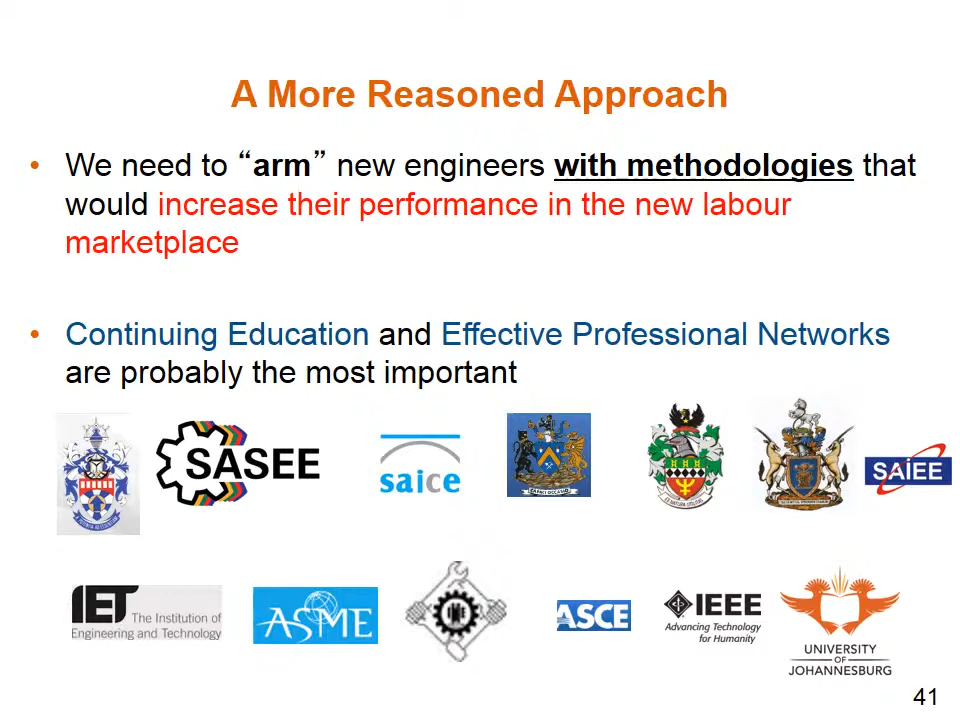 A More Reasoned Approach
• We need to “arm” new engineers with methodologies that
would increase their performance in the new labour
marketplace
• Continuing Education and Effective Professional Networks
are probably the most important
SASEE
saice
SAIEE
IET The Institution of
Engineering and Technology
ASME
ASCE
IEEE
Advancing Technology
for Humanity
UNIVERSITY
OF
JOHANNESBURG
41